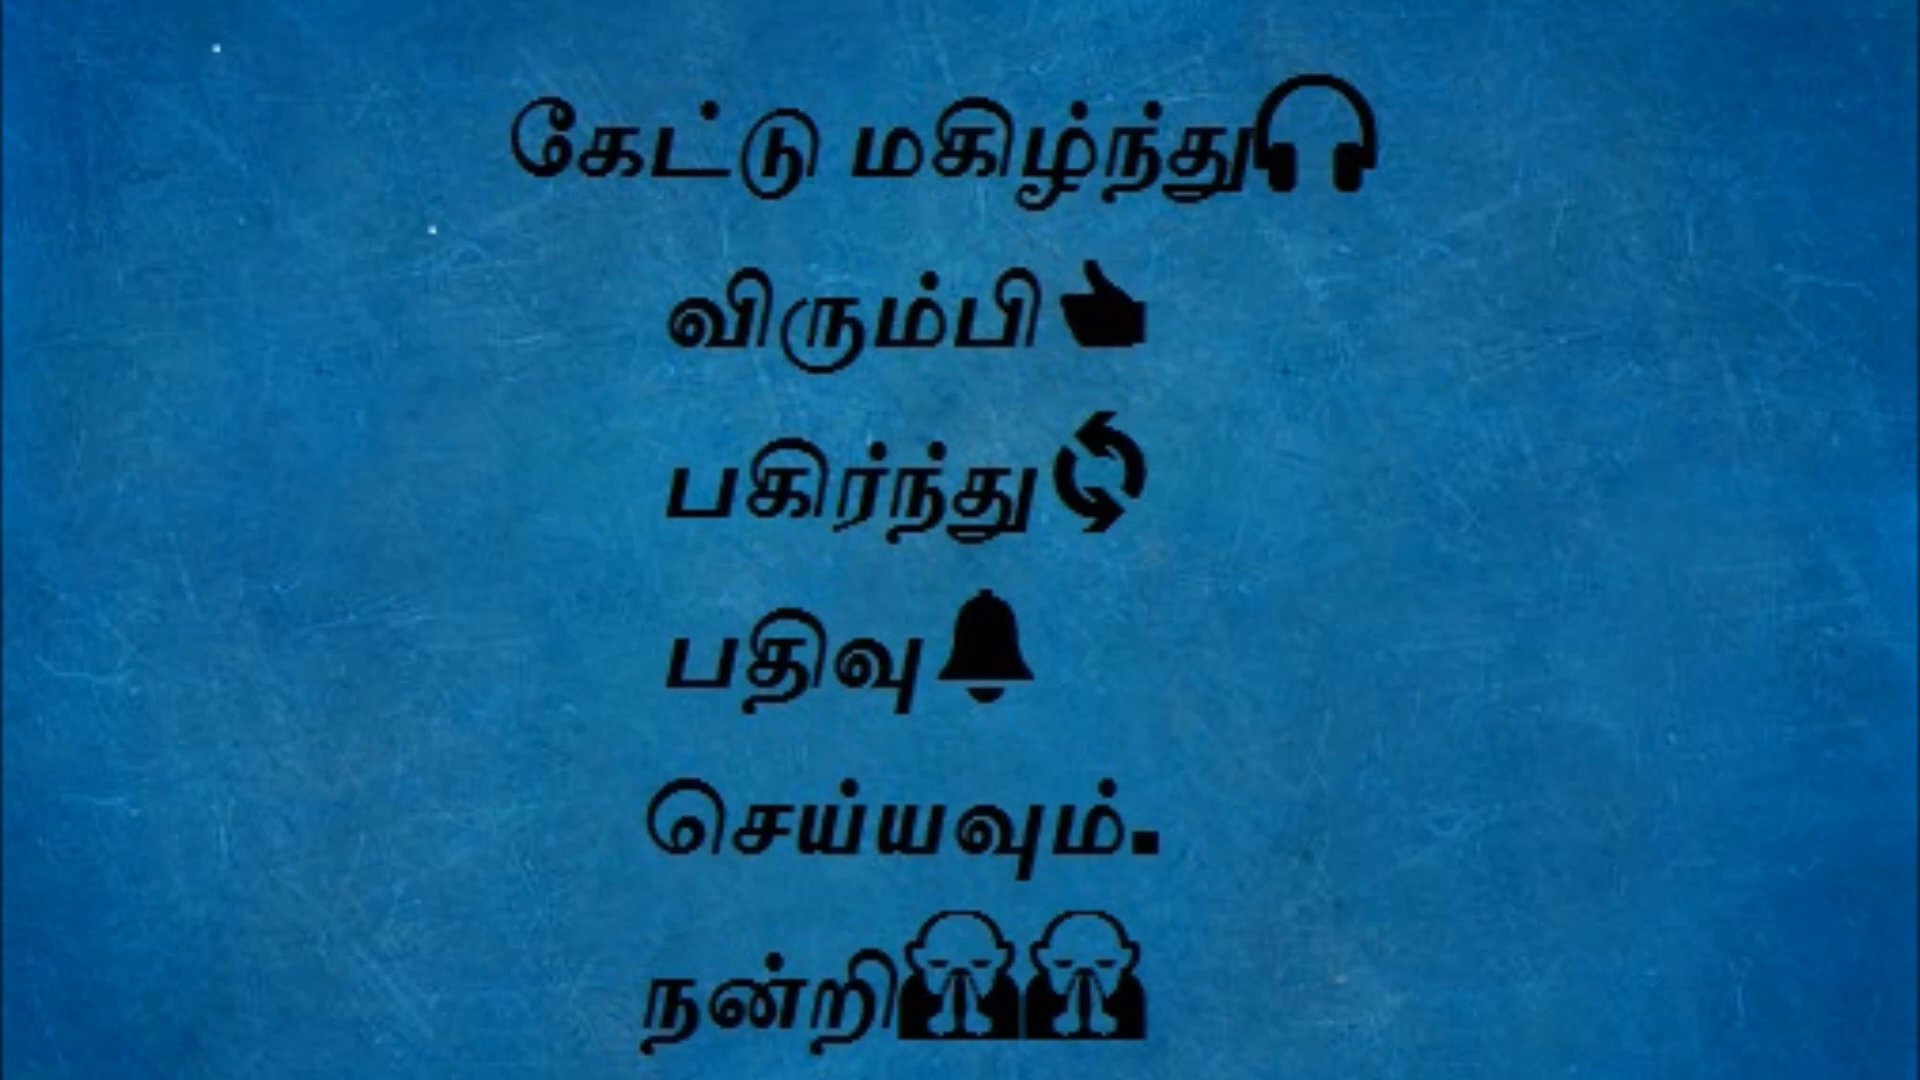 கேட்டு மகிழ்ந்து🎧
விரும்பி👍
பகிர்ந்து🔄
பதிவு🔔
செய்யவும்.
நன்றி🙏🙏